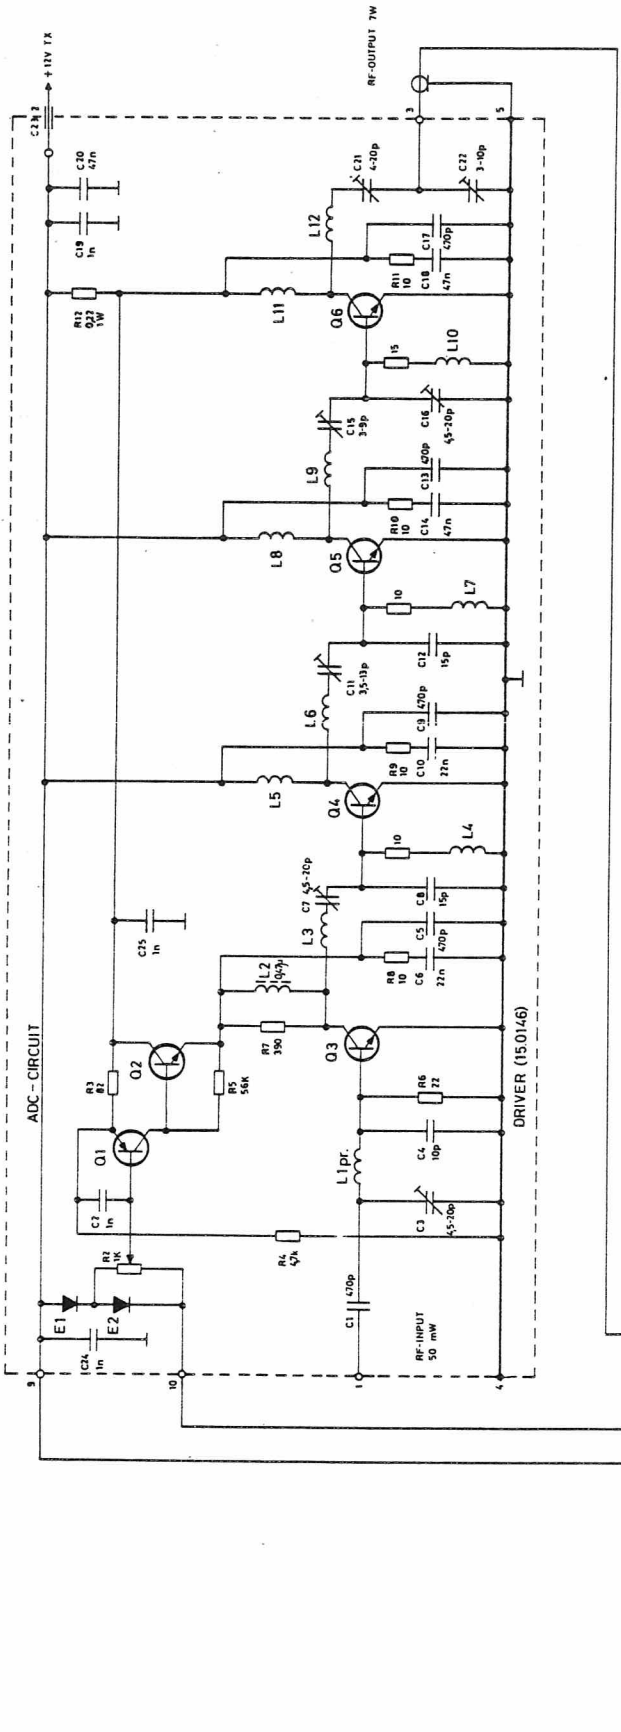 ADC-CIRCUIT
+12V TX
C23
2
9
10
1
4
3
5
C24
1n
E1
E2
R2
1K
C2
1n
Q1
R3
82
Q2
R5
56K
C25
1n
R4
4,7k
R7
390
L2
0,47µ
L3
C7 4,5-20p
R8
10
C6
22n
C5
470p
C8
15p
10
L4
Q3
C1
470p
RF-INPUT
50 mW
L1pr.
C3
4,5-20p
C4
10p
R6
22
DRIVER (15.0146)
L5
Q4
L6
C11
3,5-13p
R9
10
C10
22n
C9
470p
C12
15p
10
L7
L8
Q5
L9
C15
3-9p
R10
10
C14
47n
C13
470p
C16
4,5-20p
15
L10
R12
0,22
1W
C19
1n
C20
47n
L11
Q6
L12
R11
10
C18
47n
C17
470p
C21
4-20p
C22
3-10p
RF-OUTPUT 7W